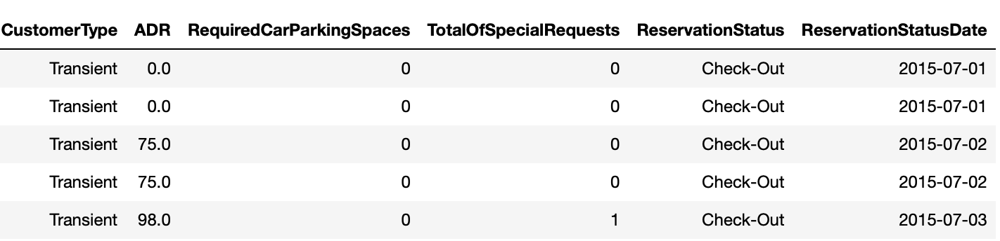 CustomerType ADR RequiredCarParkingSpaces TotalOfSpecialRequests ReservationStatus ReservationStatusDate
Transient 0.0 0 0 Check-Out 2015-07-01
Transient 0.0 0 0 Check-Out 2015-07-01
Transient 75.0 0 0 Check-Out 2015-07-02
Transient 75.0 0 0 Check-Out 2015-07-02
Transient 98.0 0 1 Check-Out 2015-07-03